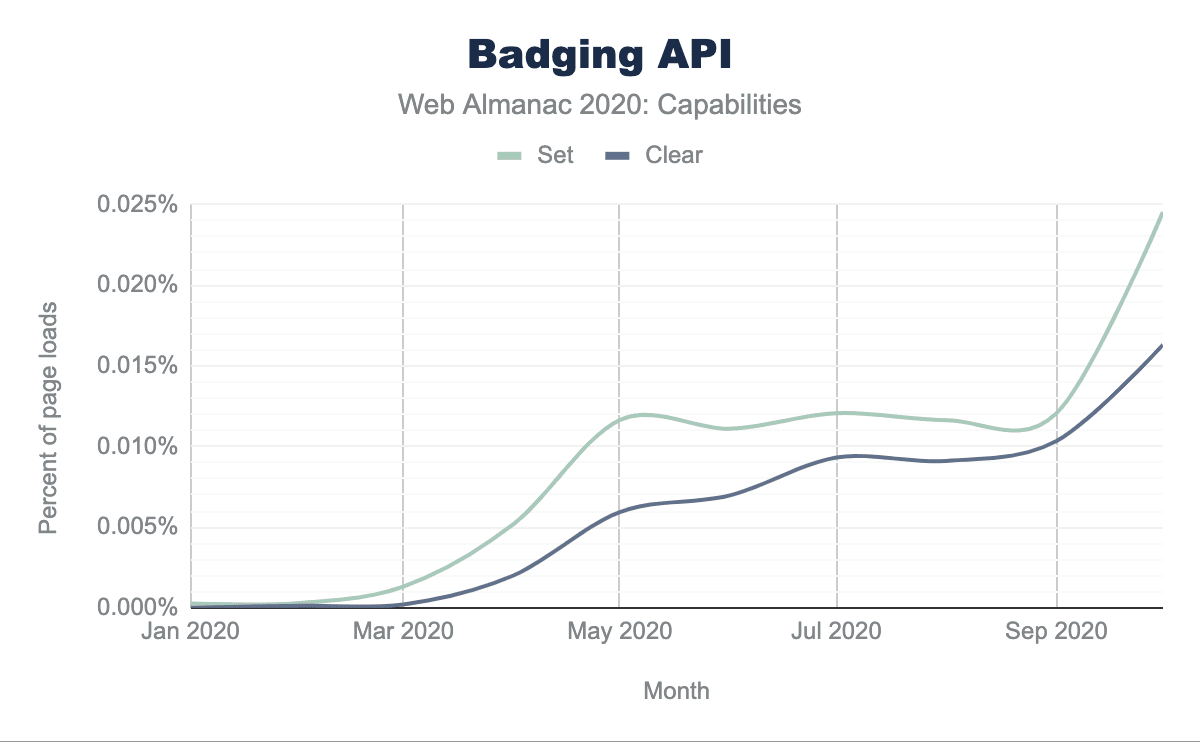 Badging API
Web Almanac 2020: Capabilities
Set Clear
0.025%
0.020%
0.015%
0.010%
0.005%
0.000%
Percent of page loads
Jan 2020 Mar 2020 May 2020 Jul 2020 Sep 2020
Month